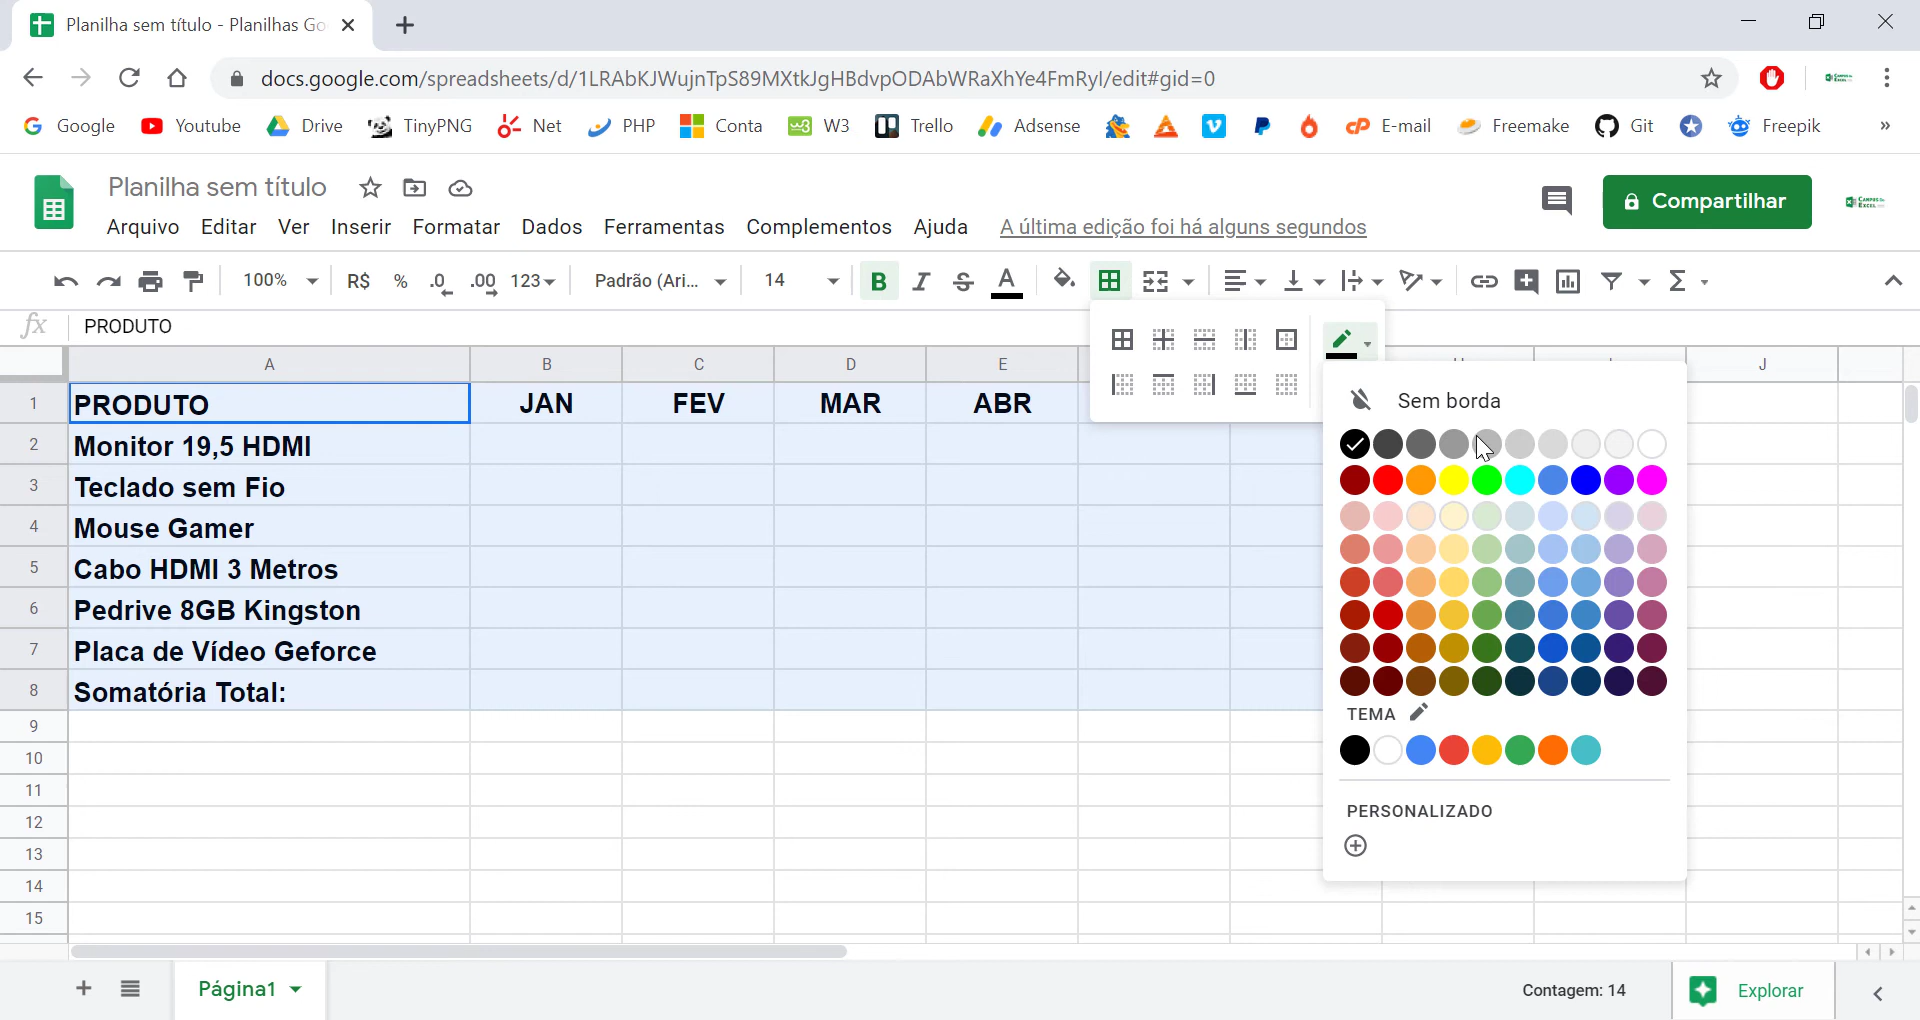 Planilha sem título - Planilhas Go
docs.google.com/spreadsheets/d/1LRAbKJWujnTpS89MXtkJgHBdvpODAbWRaXhYe4FmRyI/edit#gid=0
Google Youtube Drive TinyPNG Net PHP Conta W3 Trello Adsense E-mail Freemake Git Freepik »
Planilha sem título
Compartilhar
Arquivo Editar Ver Inserir Formatar Dados Ferramentas Complementos Ajuda A última edição foi há alguns segundos
100% R$ % .0 .00 123 Padrão (Ari... 14 B I S A Σ
fx PRODUTO
A B C D E J
1 PRODUTO JAN FEV MAR ABR
Sem borda
2 Monitor 19,5 HDMI
3 Teclado sem Fio
4 Mouse Gamer
5 Cabo HDMI 3 Metros
6 Pedrive 8GB Kingston
7 Placa de Vídeo Geforce
8 Somatória Total:
TEMA
9
10
11
PERSONALIZADO
12
13
14
15
Página1 Contagem: 14 Explorar